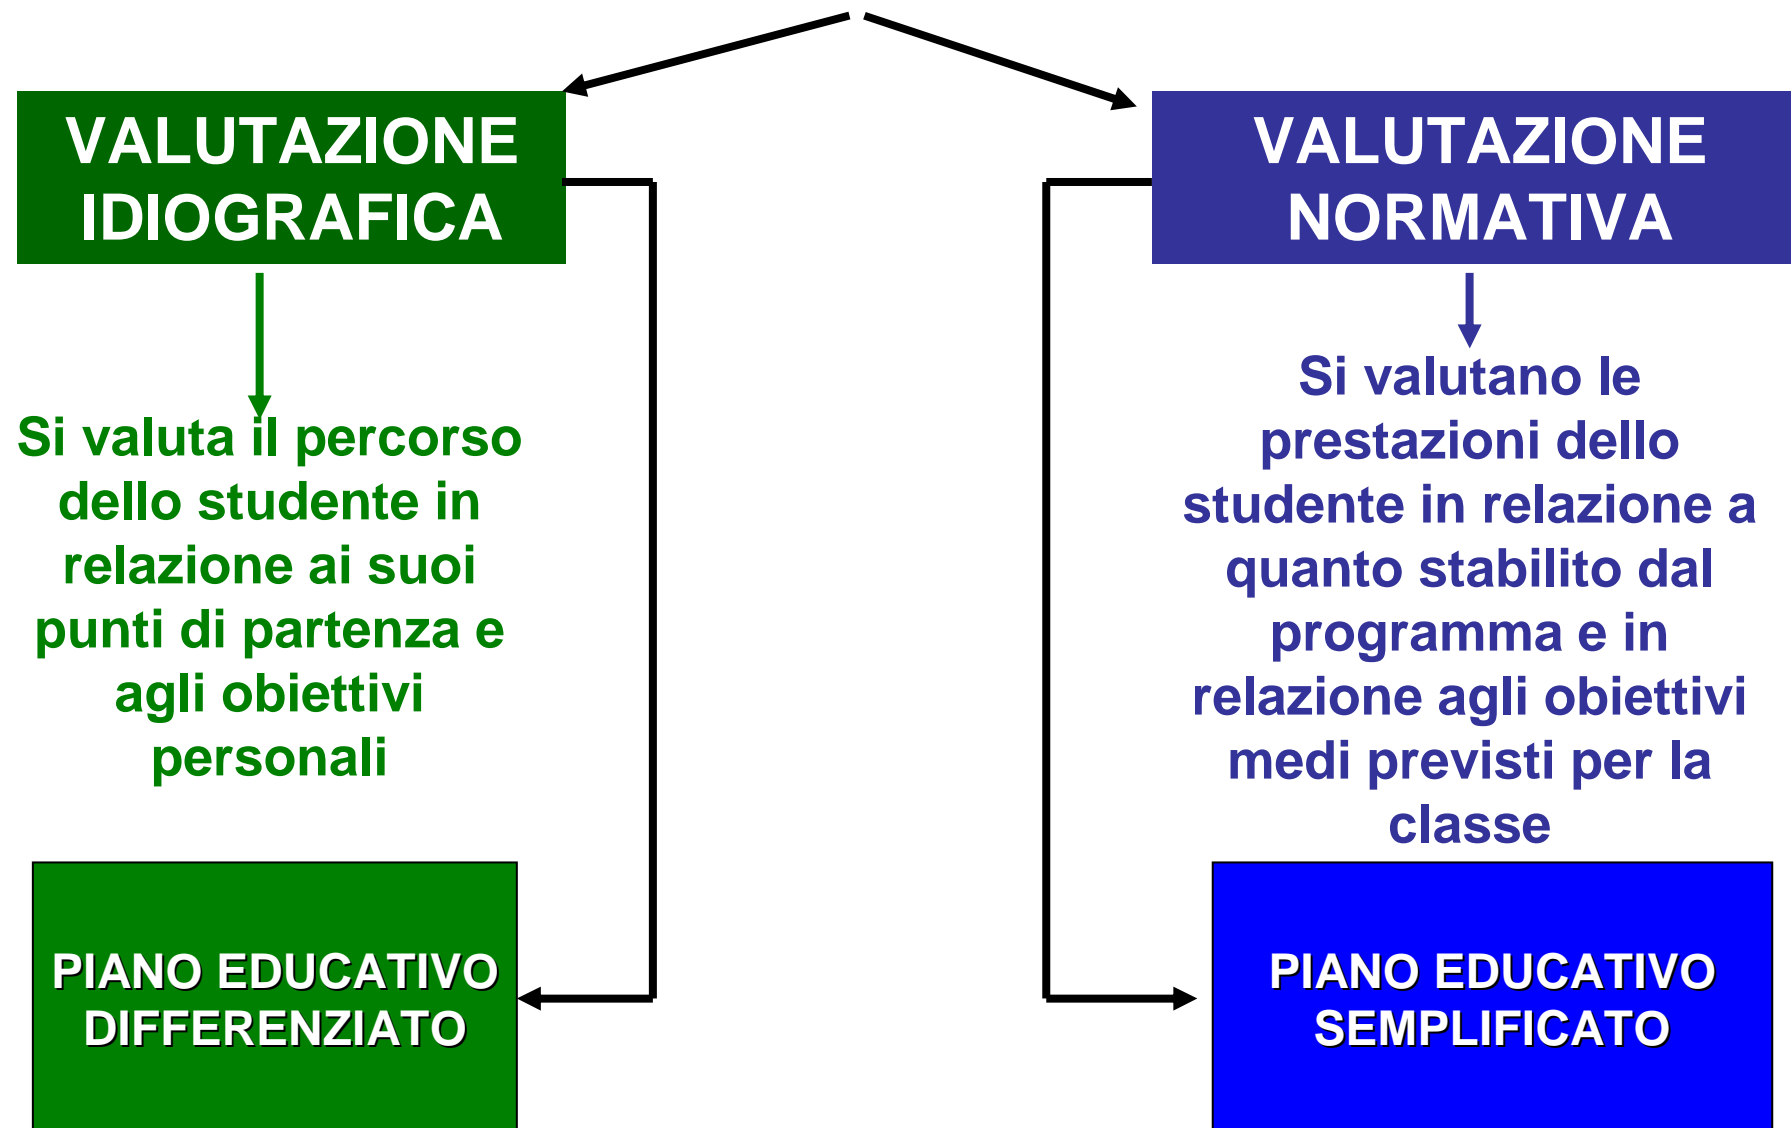 VALUTAZIONE
IDIOGRAFICA
Si valuta il percorso
dello studente in
relazione ai suoi
punti di partenza e
agli obiettivi
personali
PIANO EDUCATIVO
DIFFERENZIATO
VALUTAZIONE
NORMATIVA
Si valutano le
prestazioni dello
studente in relazione a
quanto stabilito dal
programma e in
relazione agli obiettivi
medi previsti per la
classe
PIANO EDUCATIVO
SEMPLIFICATO